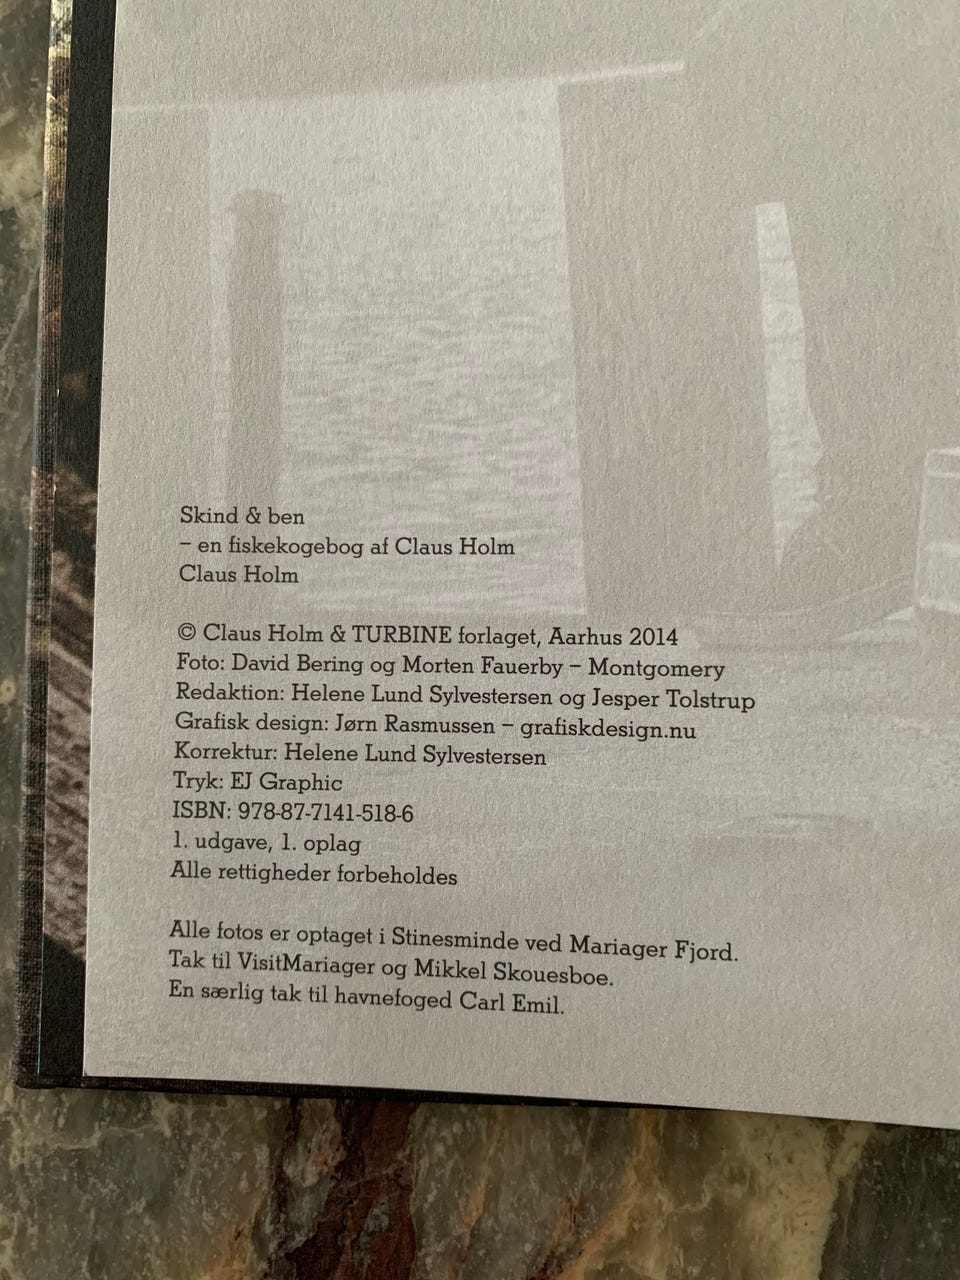 Skind & ben
– en fiskekogebog af Claus Holm
Claus Holm
© Claus Holm & TURBINE forlaget, Aarhus 2014
Foto: David Bering og Morten Fauerby – Montgomery
Redaktion: Helene Lund Sylvestersen og Jesper Tolstrup
Grafisk design: Jørn Rasmussen – grafiskdesign.nu
Korrektur: Helene Lund Sylvestersen
Tryk: EJ Graphic
ISBN: 978-87-7141-518-6
1. udgave, 1. oplag
Alle rettigheder forbeholdes
Alle fotos er optaget i Stinesminde ved Mariager Fjord.
Tak til VisitMariager og Mikkel Skouesboe.
En særlig tak til havnefoged Carl Emil.